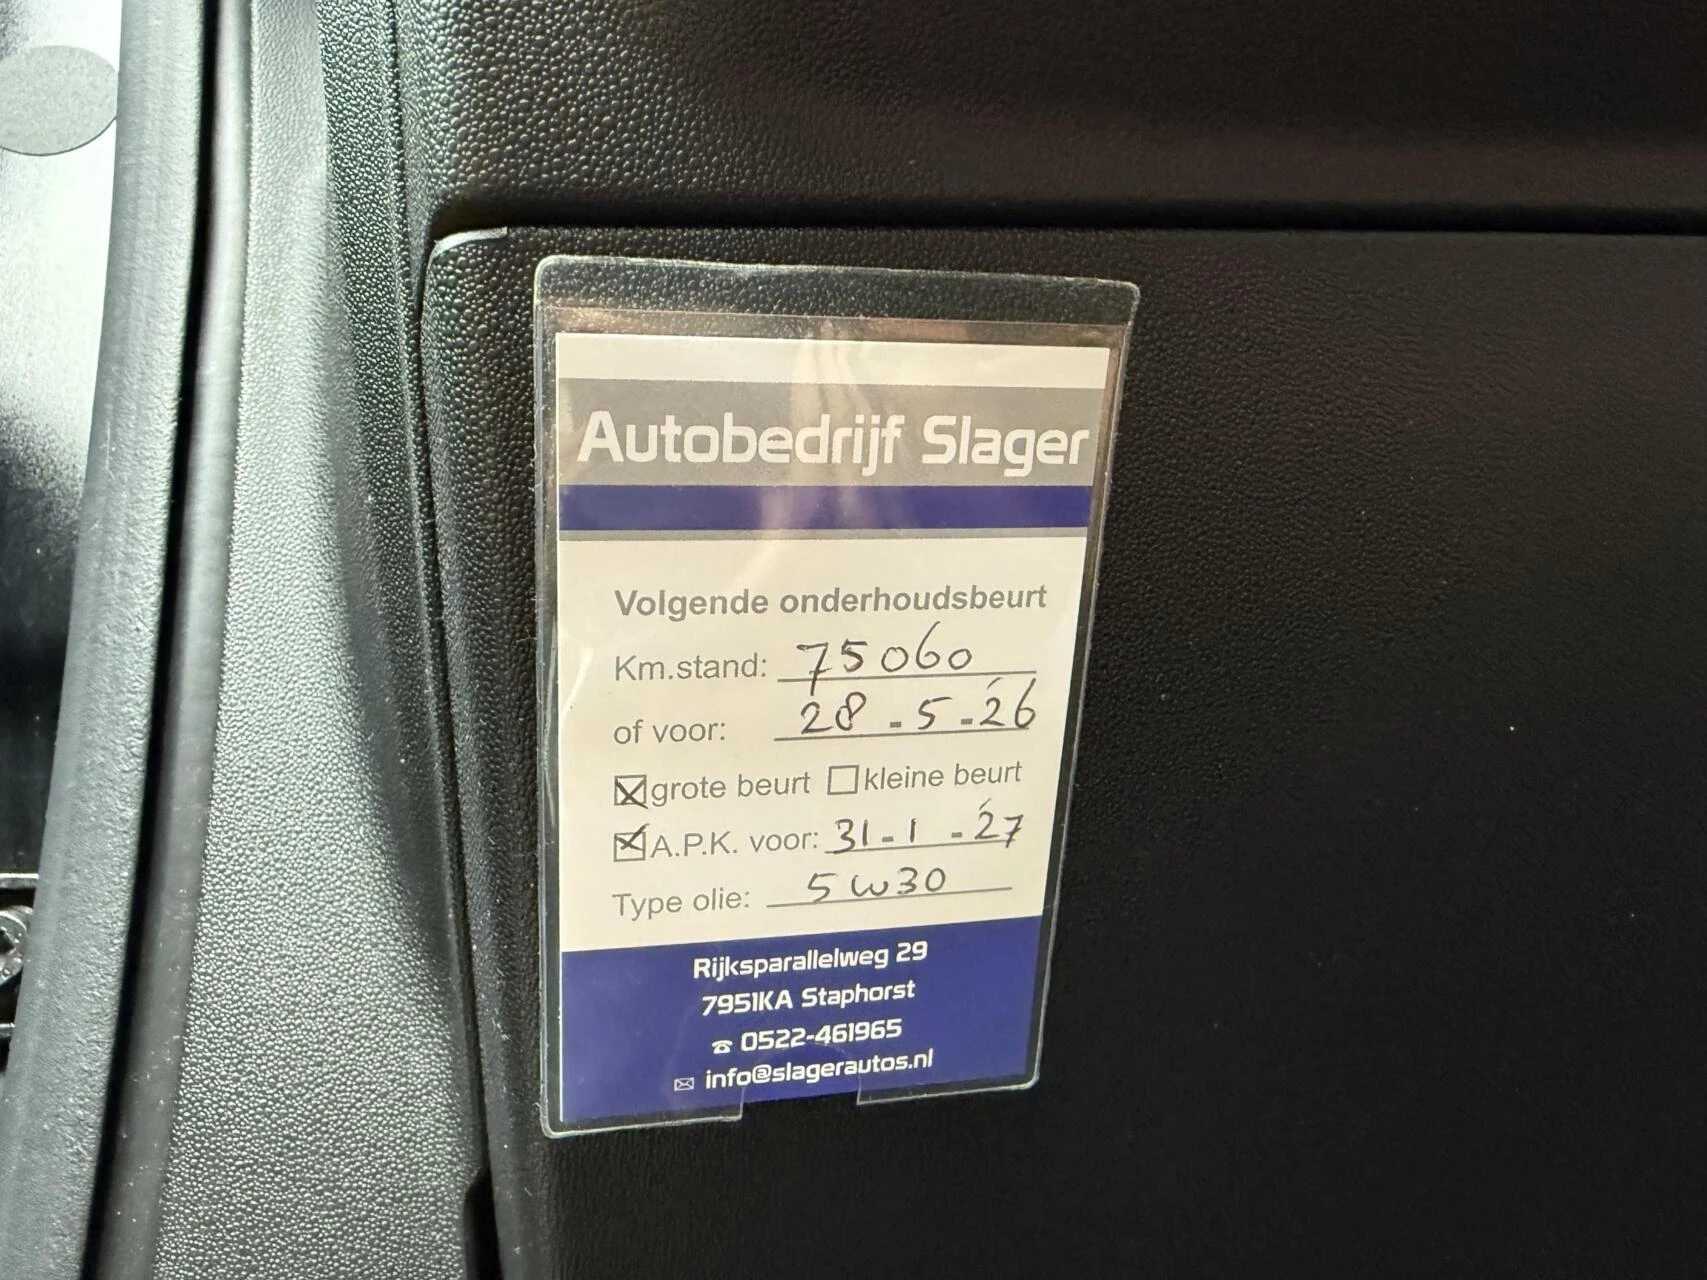 Autobedrijf Slager
Volgende onderhoudsbeurt
Km.stand: 75060
of voor: 28-5-'26
☒ grote beurt ☐ kleine beurt
☒ A.P.K. voor: 31-1-'27
Type olie: 5w30
Rijksparallelweg 29
7951KA Staphorst
☎ 0522-461965
✉ info@slagerautos.nl